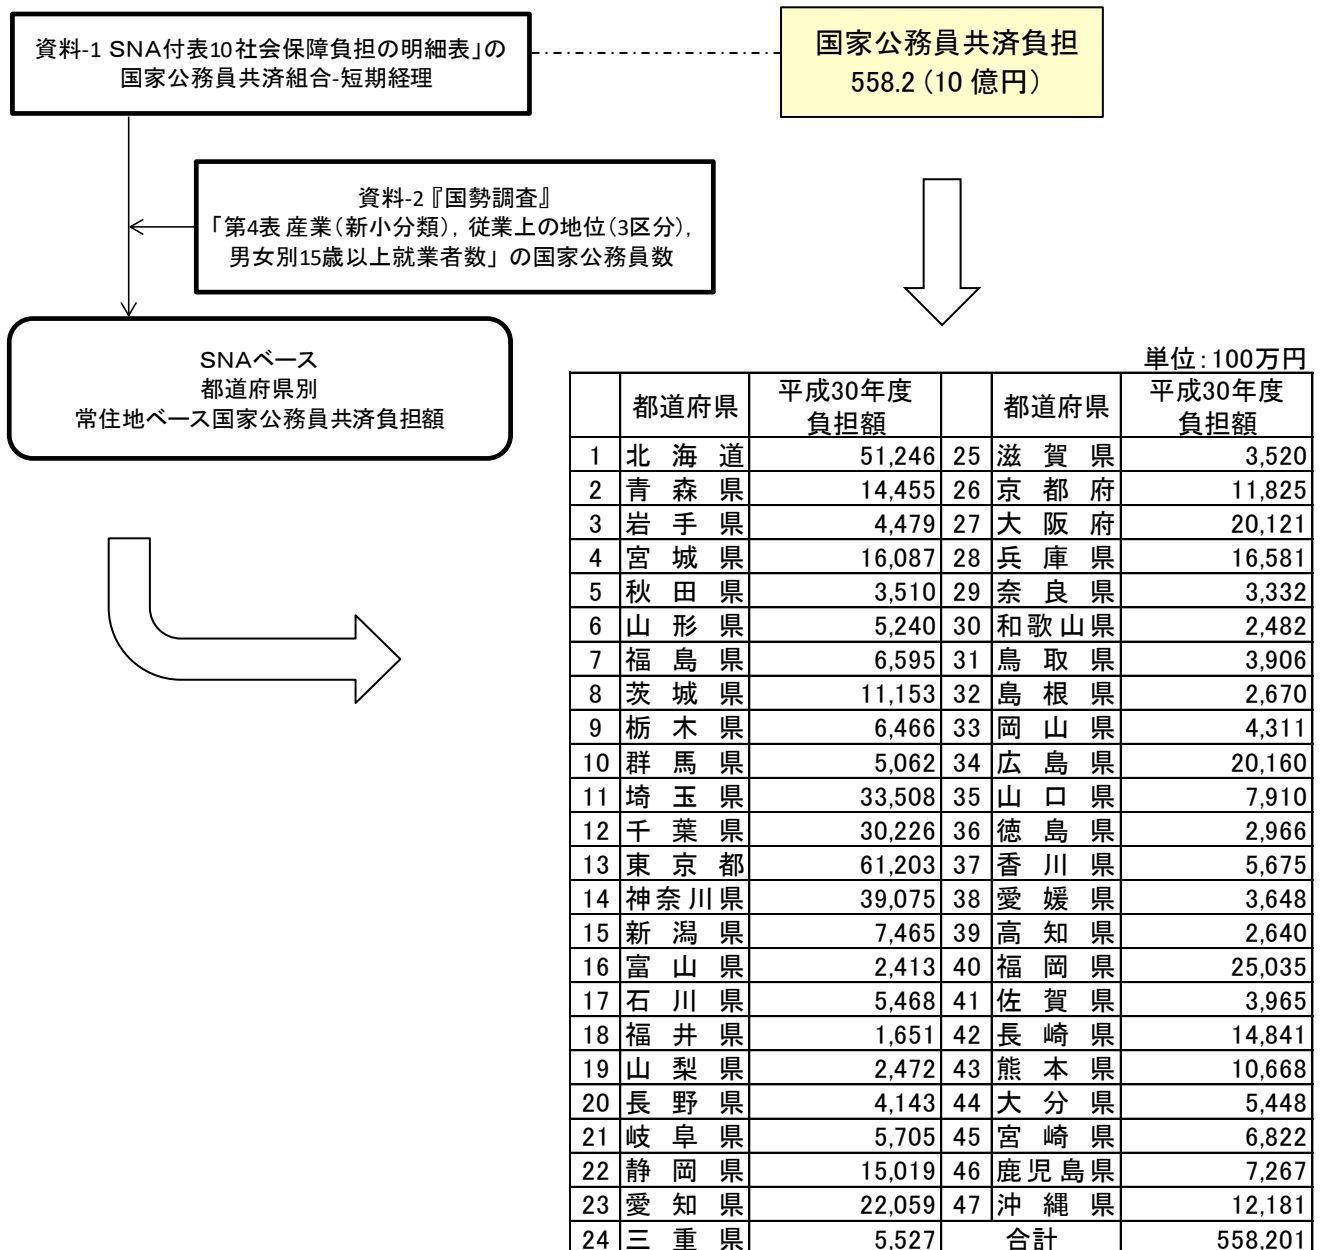 資料-1 SNA付表10社会保障負担の明細表」の
国家公務員共済組合-短期経理
国家公務員共済負担
558.2(10 億円)
資料-2『国勢調査』
「第4表 産業(新小分類), 従業上の地位(3区分),
男女別15歳以上就業者数」の国家公務員数
SNAベース
都道府県別
常住地ベース国家公務員共済負担額
単位:100万円
都道府県 平成30年度 負担額 都道府県 平成30年度 負担額
1 北海道 51,246 25 滋賀県 3,520
2 青森県 14,455 26 京都府 11,825
3 岩手県 4,479 27 大阪府 20,121
4 宮城県 16,087 28 兵庫県 16,581
5 秋田県 3,510 29 奈良県 3,332
6 山形県 5,240 30 和歌山県 2,482
7 福島県 6,595 31 鳥取県 3,906
8 茨城県 11,153 32 島根県 2,670
9 栃木県 6,466 33 岡山県 4,311
10 群馬県 5,062 34 広島県 20,160
11 埼玉県 33,508 35 山口県 7,910
12 千葉県 30,226 36 徳島県 2,966
13 東京都 61,203 37 香川県 5,675
14 神奈川県 39,075 38 愛媛県 3,648
15 新潟県 7,465 39 高知県 2,640
16 富山県 2,413 40 福岡県 25,035
17 石川県 5,468 41 佐賀県 3,965
18 福井県 1,651 42 長崎県 14,841
19 山梨県 2,472 43 熊本県 10,668
20 長野県 4,143 44 大分県 5,448
21 岐阜県 5,705 45 宮崎県 6,822
22 静岡県 15,019 46 鹿児島県 7,267
23 愛知県 22,059 47 沖縄県 12,181
24 三重県 5,527 合計 558,201